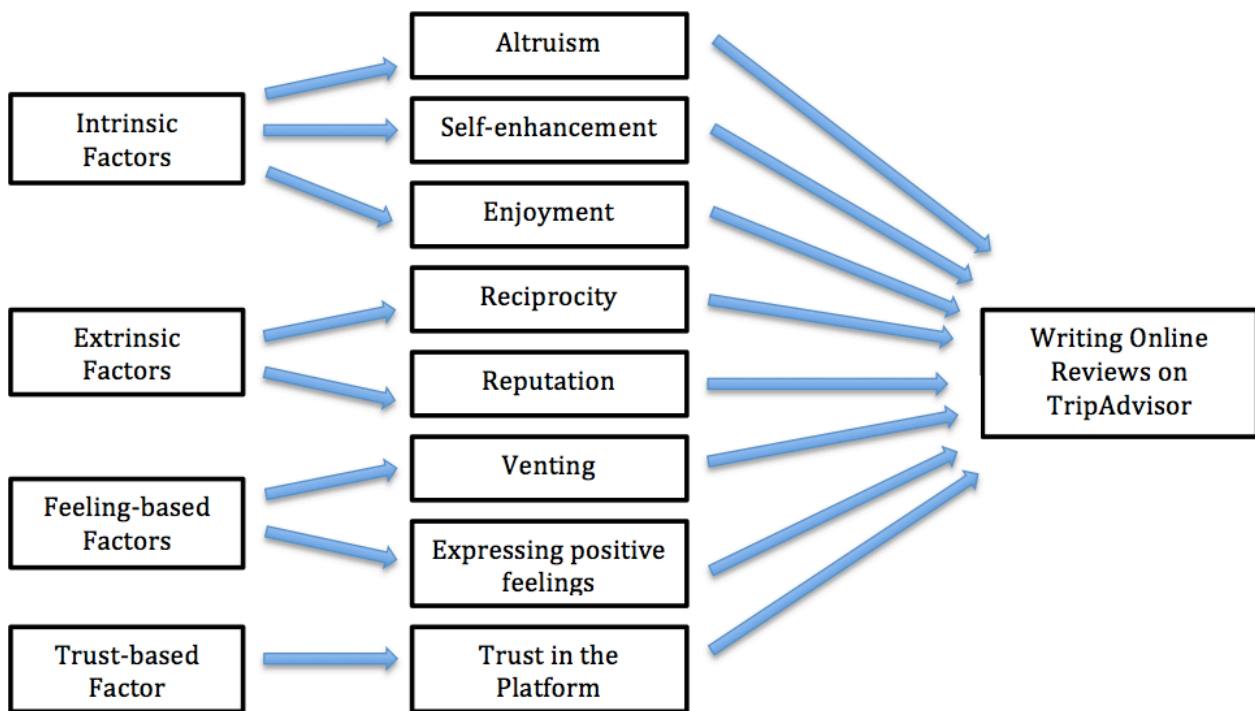 Intrinsic
Factors
Extrinsic
Factors
Feeling-based
Factors
Trust-based
Factor
Altruism
Self-enhancement
Enjoyment
Reciprocity
Reputation
Venting
Expressing positive
feelings
Trust in the
Platform
Writing Online
Reviews on
TripAdvisor